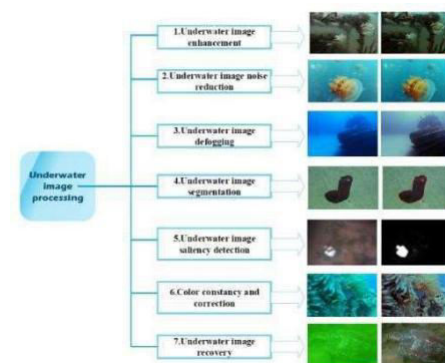 Underwater
image
processing
1.Underwater image
enhancement
2.Underwater image noise
reduction
3.Underwater image
defogging
4.Underwater image
segmentation
5.Underwater image
saliency detection
6.Color constancy and
correction
7.Underwater image
recovery